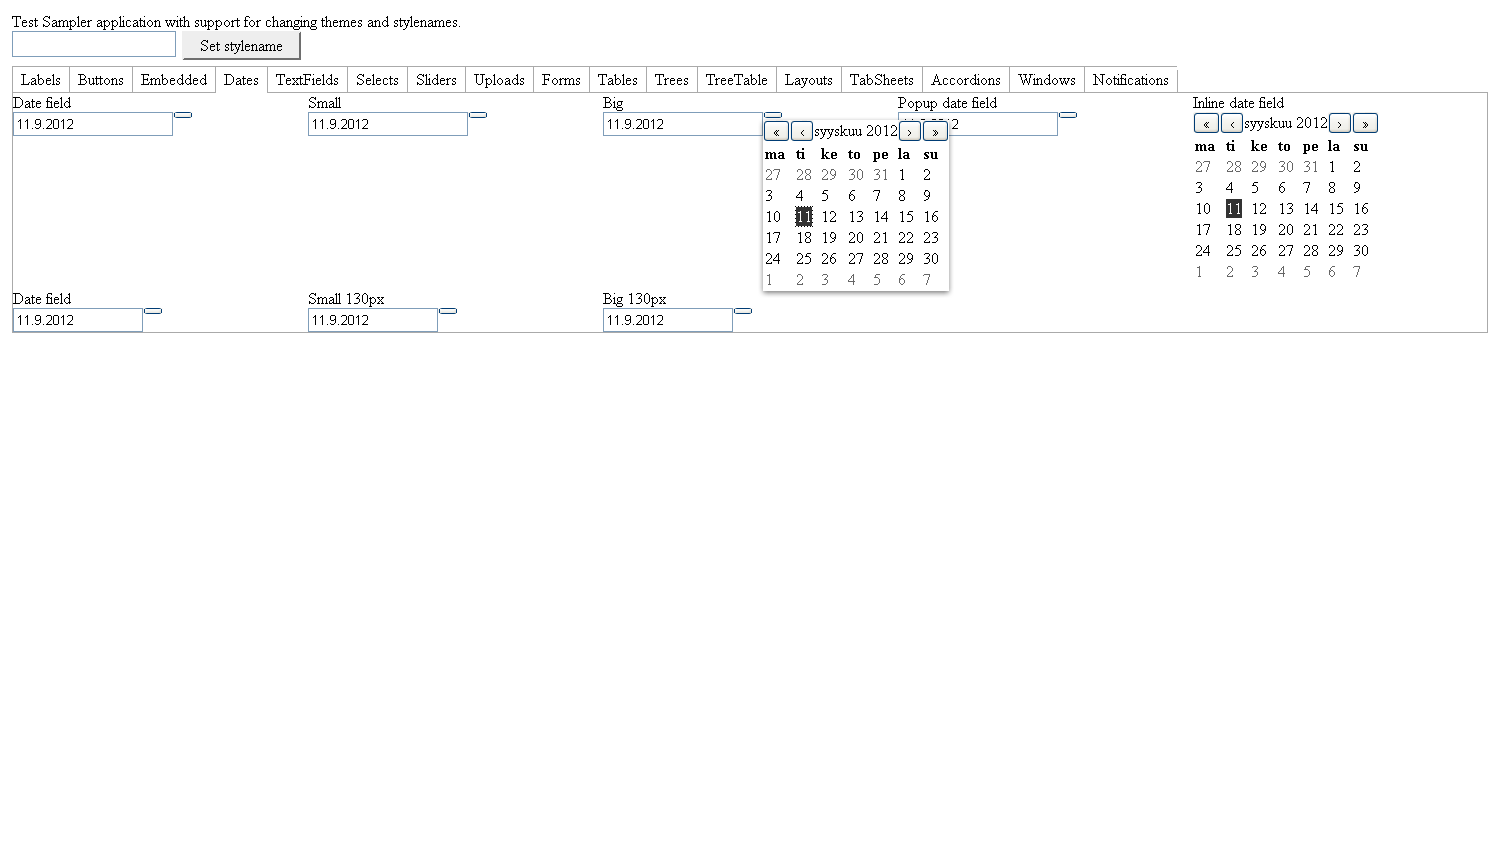 Test Sampler application with support for changing themes and stylenames.
Set stylename
Labels Buttons Embedded Dates TextFields Selects Sliders Uploads Forms Tables Trees TreeTable Layouts TabSheets Accordions Windows Notifications
Date field Small Big Popup date field Inline date field
11.9.2012 11.9.2012 11.9.2012 2
« ‹ syyskuu 2012 › »
ma ti ke to pe la su
27 28 29 30 31 1 2
3 4 5 6 7 8 9
10 11 12 13 14 15 16
17 18 19 20 21 22 23
24 25 26 27 28 29 30
1 2 3 4 5 6 7
« ‹ syyskuu 2012 › »
ma ti ke to pe la su
27 28 29 30 31 1 2
3 4 5 6 7 8 9
10 11 12 13 14 15 16
17 18 19 20 21 22 23
24 25 26 27 28 29 30
1 2 3 4 5 6 7
Date field Small 130px Big 130px
11.9.2012 11.9.2012 11.9.2012